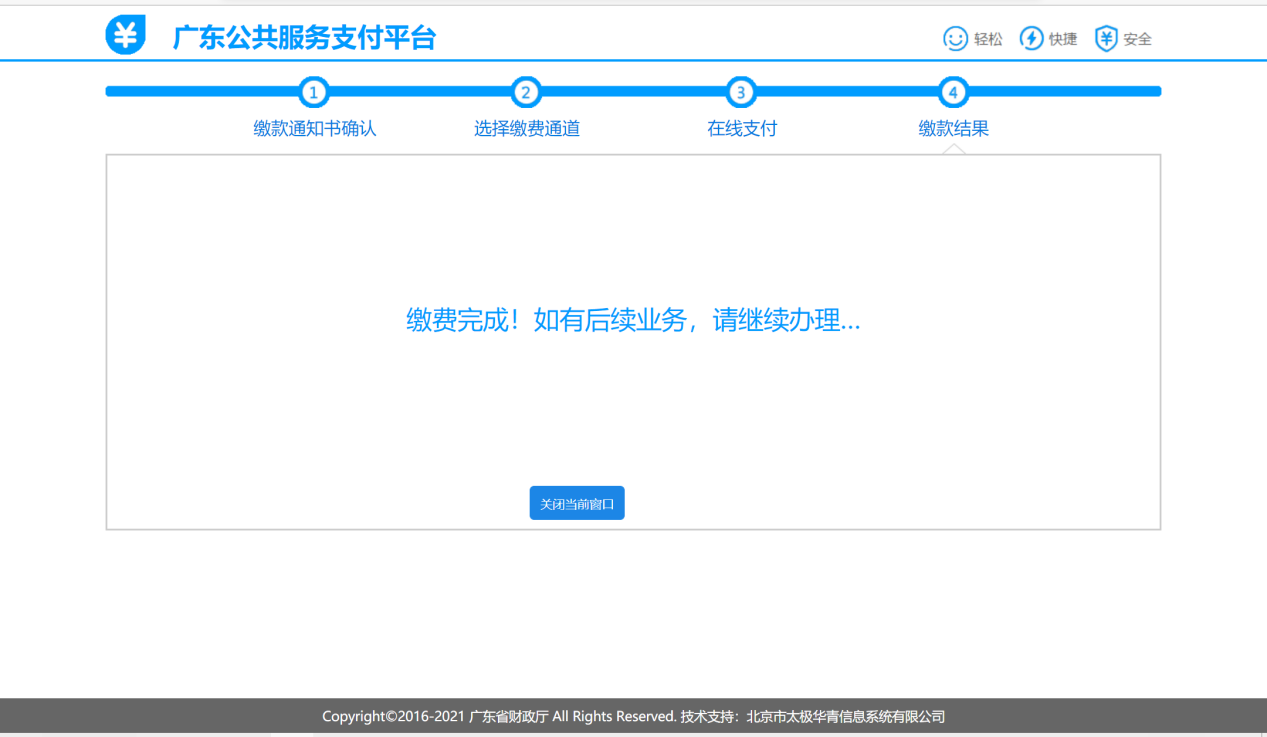 广东公共服务支付平台
轻松 快捷 安全
1 2 3 4
缴款通知书确认 选择缴费通道 在线支付 缴款结果
缴费完成！如有后续业务，请继续办理...
关闭当前窗口
Copyright©2016-2021 广东省财政厅 All Rights Reserved. 技术支持：北京市太极华青信息系统有限公司